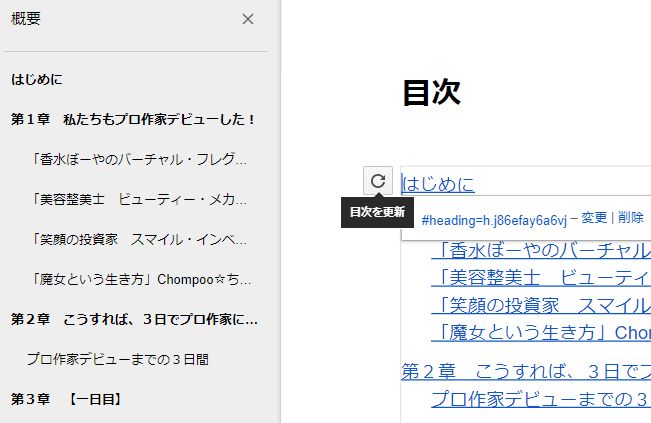 概要
はじめに
第１章　私たちもプロ作家デビューした！
「香水ぼーやのバーチャル・フレグ...
「美容整美士　ビューティー・メカ...
「笑顔の投資家　スマイル・インベ...
「魔女という生き方」Chompoo☆ち...
第２章　こうすれば、３日でプロ作家に...
プロ作家デビューまでの３日間
第３章　【一日目】
目次
はじめに
目次を更新
#heading=h.j86efay6a6vj – 変更 | 削除
「香水ぼーやのバーチャル
「美容整美士　ビューティ
「笑顔の投資家　スマイル
「魔女という生き方」Chom
第２章　こうすれば、３日でプ
プロ作家デビューまでの３